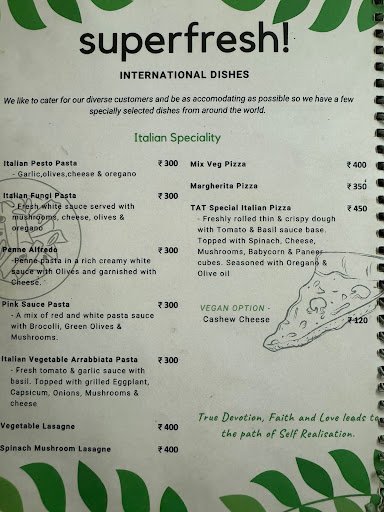 superfresh!
INTERNATIONAL DISHES
We like to cater for our diverse customers and be as accomodating as possible so we have a few
specially selected dishes from around the world.
Italian Speciality
Italian Pesto Pasta ₹ 300
- Garlic,olives,cheese & oregano
Italian Fungi Pasta ₹ 300
- Fresh white sauce served with
mushrooms, cheese, olives &
oregano
Penne Alfredo ₹ 300
Penne pasta in a rich creamy white
sauce with Olives and garnished with
Cheese.
Pink Sauce Pasta ₹ 300
- A mix of red and white pasta sauce
with Brocolli, Green Olives &
Mushrooms.
Italian Vegetable Arrabbiata Pasta ₹ 300
- Fresh tomato & garlic sauce with
basil. Topped with grilled Eggplant,
Capsicum, Onions, Mushrooms &
cheese
Vegetable Lasagne ₹ 400
Spinach Mushroom Lasagne ₹ 400
Mix Veg Pizza ₹ 400
Margherita Pizza ₹ 350
TAT Special Italian Pizza ₹ 450
- Freshly rolled thin & crispy dough
with Tomato & Basil sauce base.
Topped with Spinach, Cheese,
Mushrooms, Babycorn & Paneer
cubes. Seasoned with Oregano &
Olive oil
VEGAN OPTION -
Cashew Cheese ₹ 120
True Devotion, Faith and Love leads to
the path of Self Realisation.